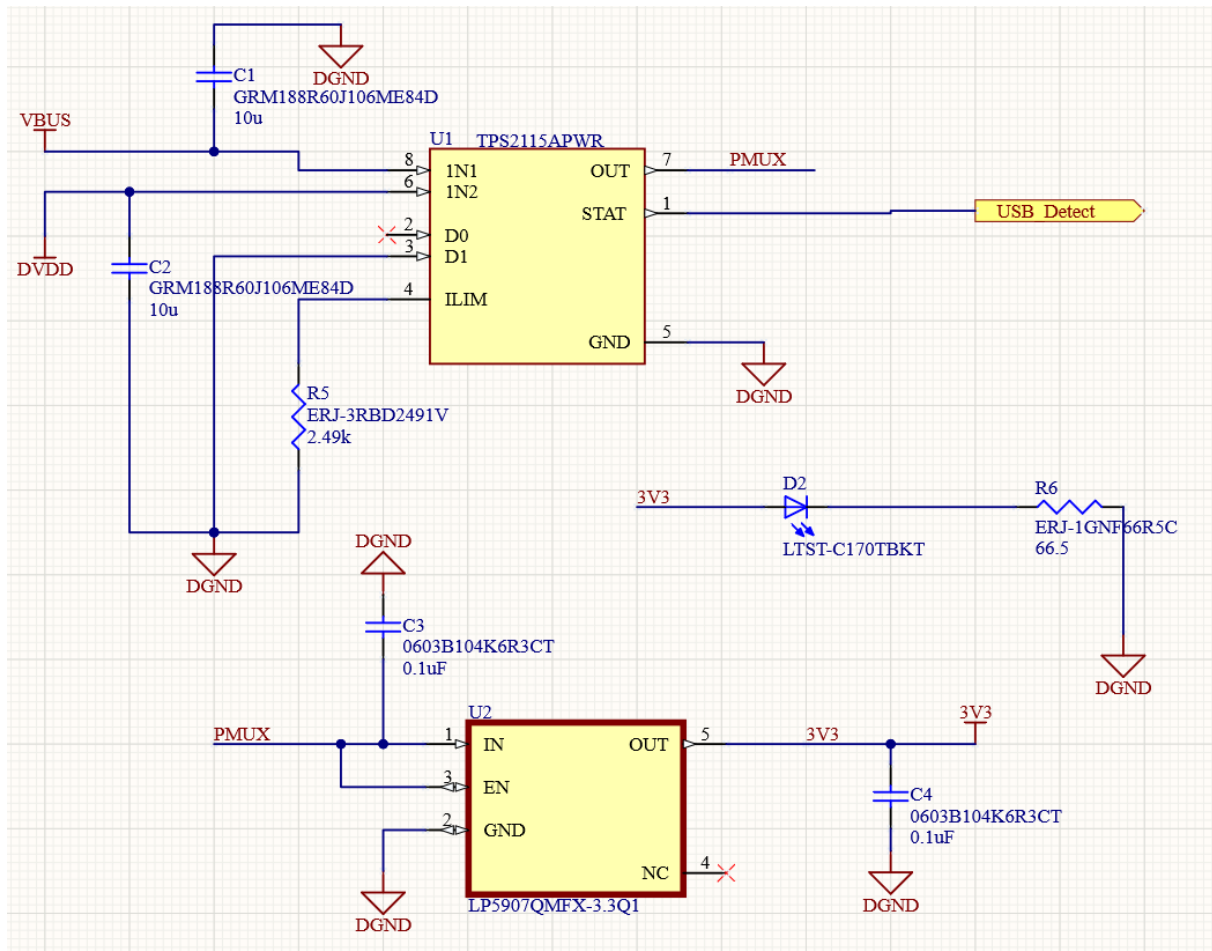 DGND
C1
GRM188R60J106ME84D
10u
VBUS
U1
TPS2115APWR
8
1N1
OUT
7
PMUX
6
1N2
STAT
1
USB_Detect
2
D0
3
D1
DVDD
C2
GRM188R60J106ME84D
10u
4
ILIM
GND
5
DGND
R5
ERJ-3RBD2491V
2.49k
3V3
D2
LTST-C170TBKT
R6
ERJ-1GNF66R5C
66.5
DGND
DGND
DGND
C3
0603B104K6R3CT
0.1uF
U2
PMUX
1
IN
OUT
5
3V3
3V3
3
EN
2
GND
C4
0603B104K6R3CT
0.1uF
NC
4
DGND
LP5907QMFX-3.3Q1
DGND